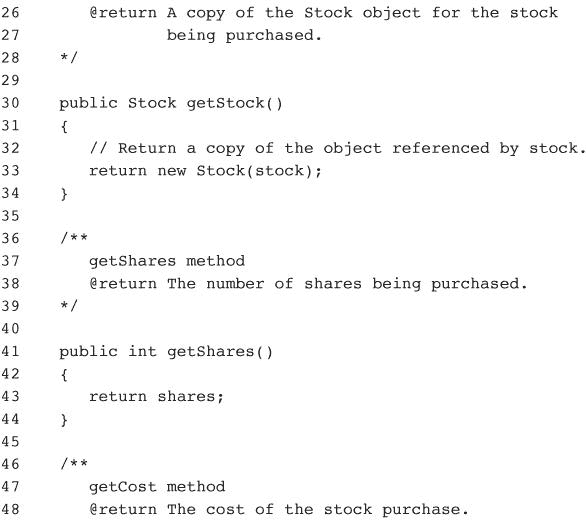 26       @return A copy of the Stock object for the stock
27               being purchased.
28    */
29
30    public Stock getStock()
31    {
32       // Return a copy of the object referenced by stock.
33       return new Stock(stock);
34    }
35
36    /**
37       getShares method
38       @return The number of shares being purchased.
39    */
40
41    public int getShares()
42    {
43       return shares;
44    }
45
46    /**
47       getCost method
48       @return The cost of the stock purchase.